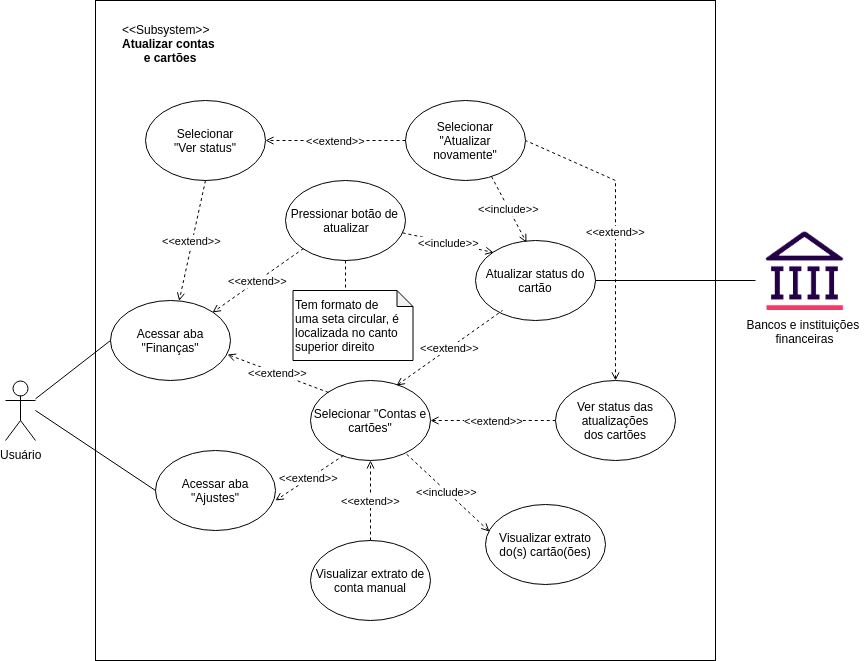 <<Subsystem>>
Atualizar contas
e cartões
Selecionar
"Ver status"
<<extend>>
Selecionar
"Atualizar
novamente"
<<extend>>
Pressionar botão de
atualizar
<<include>>
<<include>>
<<extend>>
<<extend>>
Atualizar status do
cartão
Bancos e instituições
financeiras
Tem formato de
uma seta circular, é
localizada no canto
superior direito
Acessar aba
"Finanças"
<<extend>>
<<extend>>
Usuário
Selecionar "Contas e
cartões"
<<extend>>
Ver status das
atualizações
dos cartões
Acessar aba
"Ajustes"
<<extend>>
<<extend>>
<<include>>
Visualizar extrato
do(s) cartão(ões)
Visualizar extrato de
conta manual